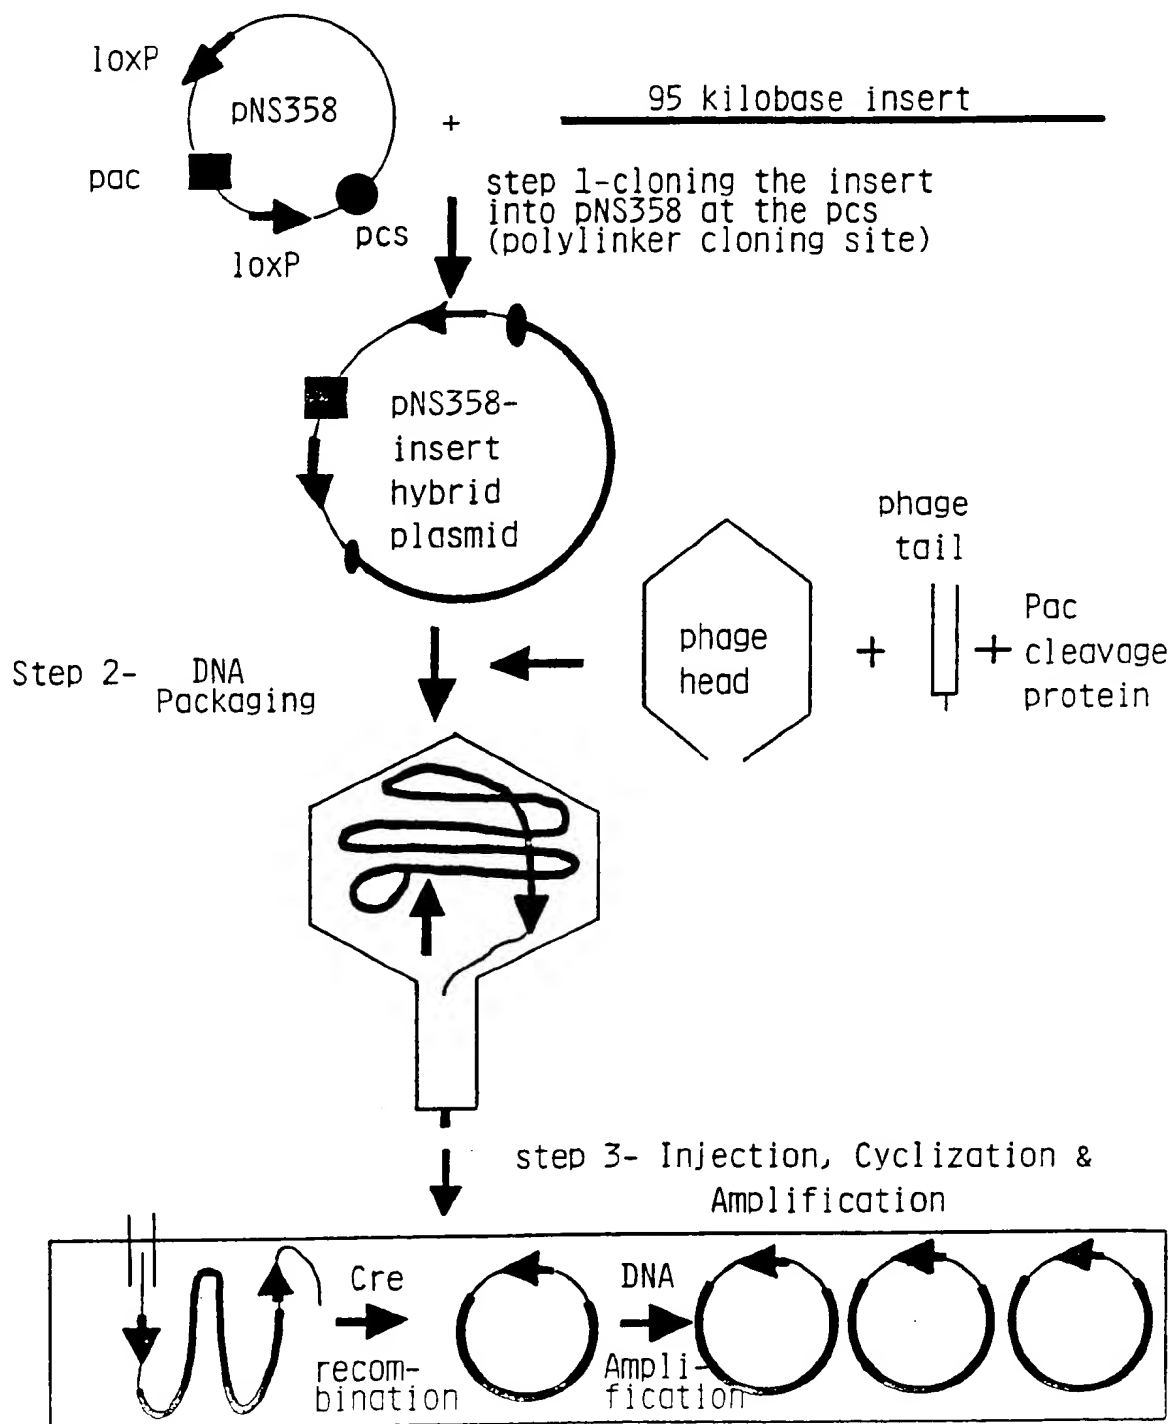 loxP
pNS358
+
95 kilobase insert
pac
loxP
pcs
step 1-cloning the insert
into pNS358 at the pcs
(polylinker cloning site)
pNS358-
insert
hybrid
plasmid
phage
head
+
phage
tail
+
Pac
cleavage
protein
Step 2- DNA
Packaging
step 3- Injection, Cyclization &
Amplification
Cre
recom-
bination
DNA
Ampli-
fication